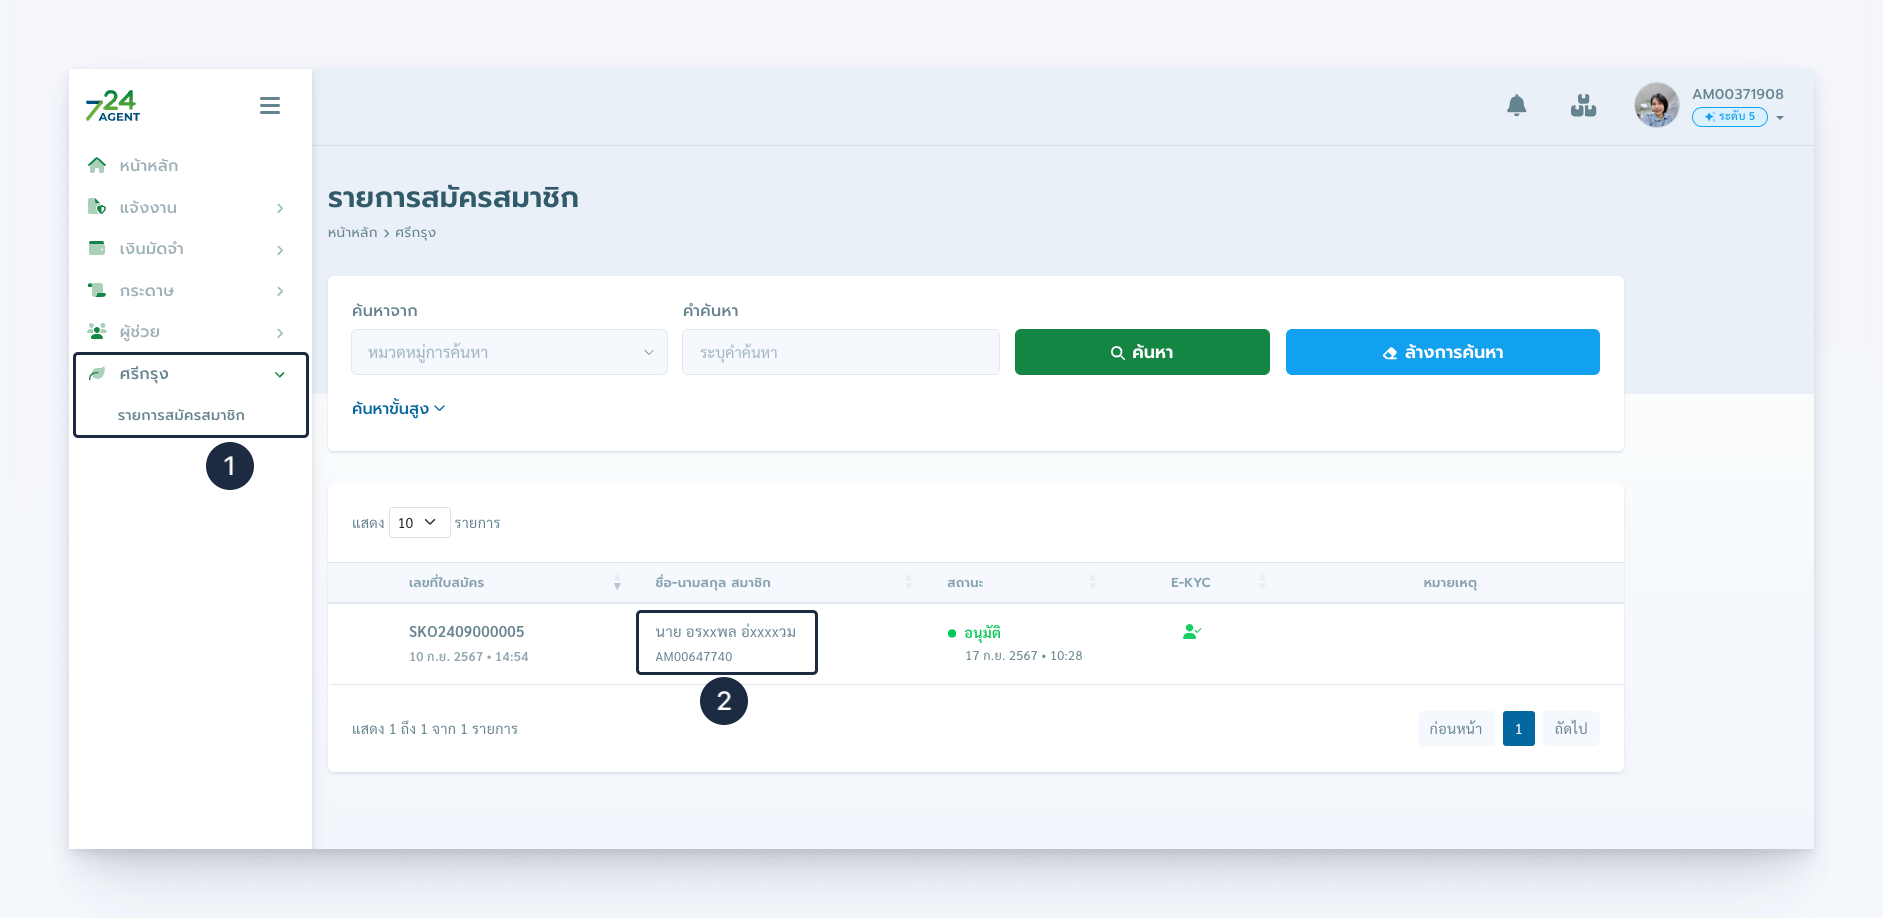 724
AGENT
AM00371908
ระดับ 5
หน้าหลัก
แจ้งงาน
เงินมัดจำ
กระดาษ
ผู้ช่วย
ศรีกรุง
รายการสมัครสมาชิก
1
รายการสมัครสมาชิก
หน้าหลัก > ศรีกรุง
ค้นหาจาก
คำค้นหา
หมวดหมู่การค้นหา
ระบุคำค้นหา
ค้นหา
ล้างการค้นหา
ค้นหาขั้นสูง
แสดง 10 รายการ
เลขที่ใบสมัคร ชื่อ-นามสกุล สมาชิก สถานะ E-KYC หมายเหตุ
SKO2409000005 นาย อรxxพล อ่xxxxวม อนุมัติ
10 ก.ย. 2567 • 14:54 AM00647740 17 ก.ย. 2567 • 10:28
2
แสดง 1 ถึง 1 จาก 1 รายการ
ก่อนหน้า 1 ถัดไป